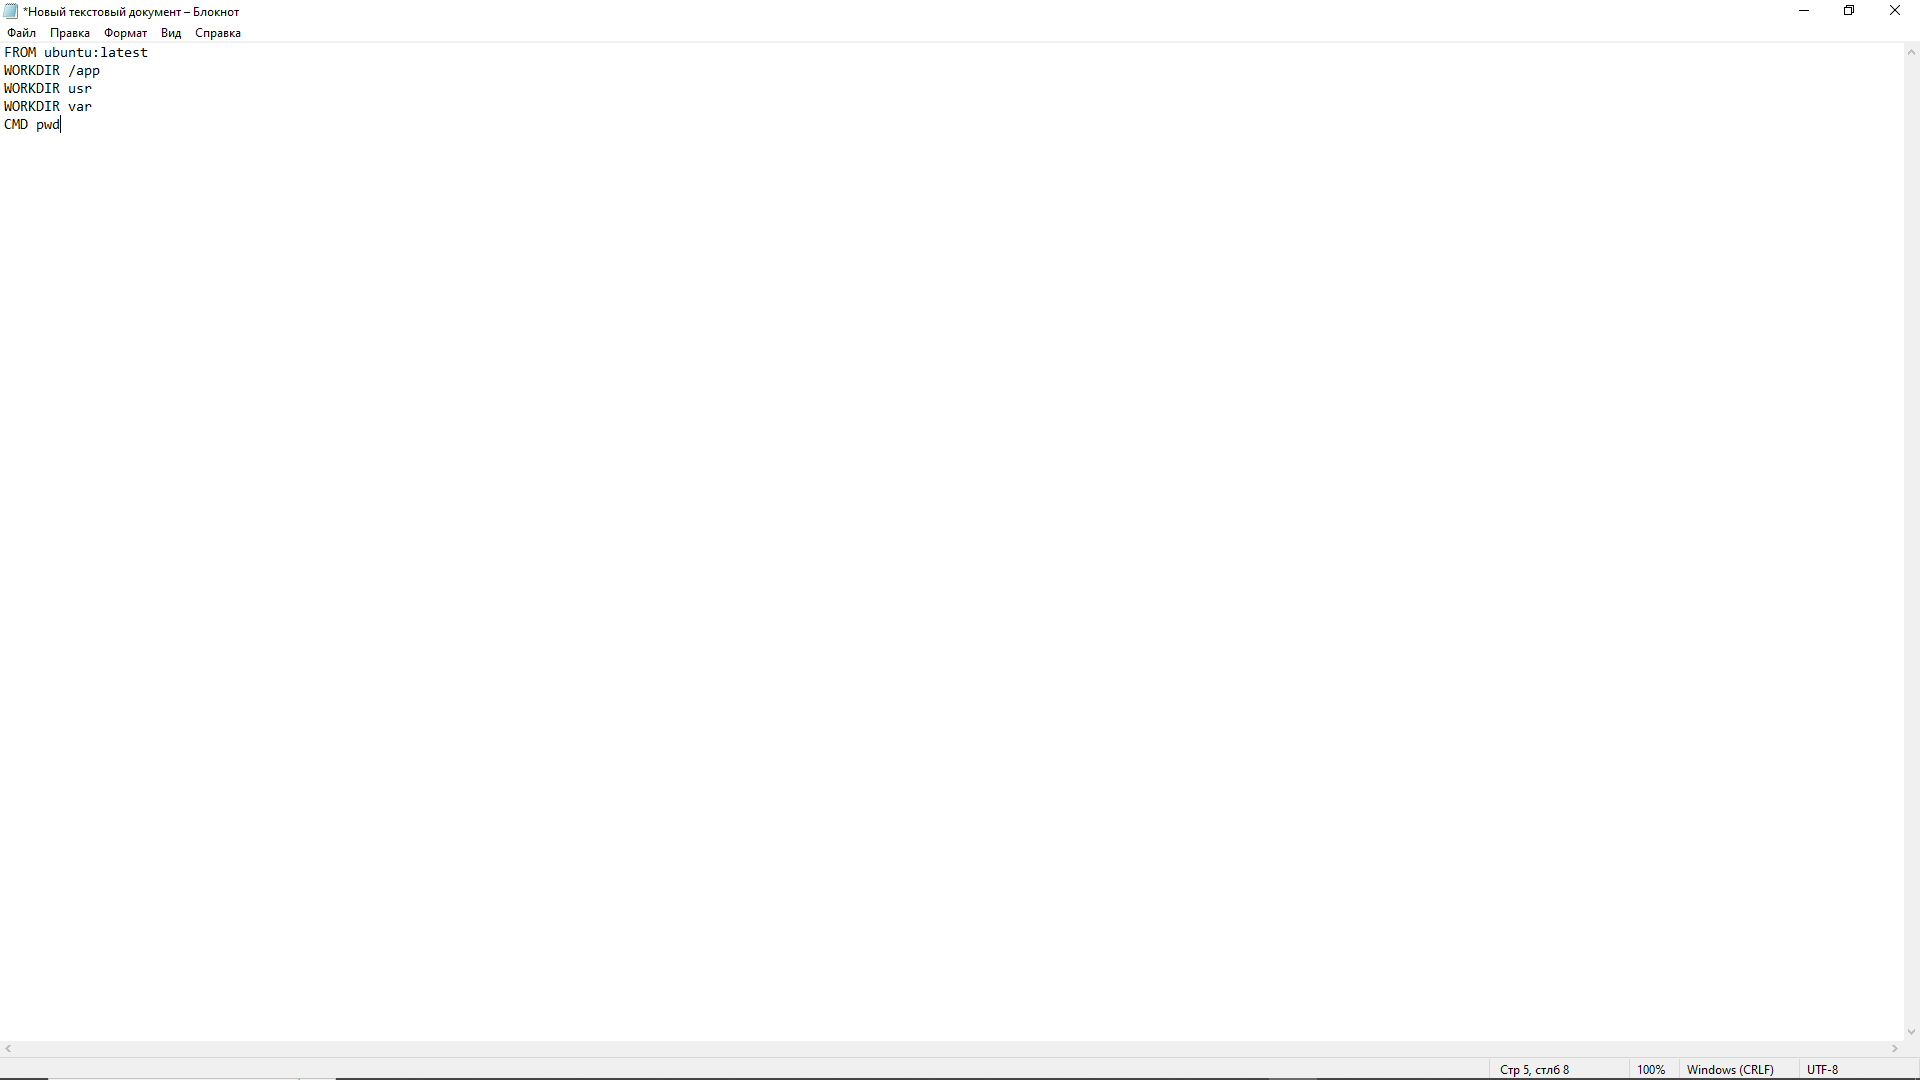 *Новый текстовый документ – Блокнот
Файл Правка Формат Вид Справка
FROM ubuntu:latest
WORKDIR /app
WORKDIR usr
WORKDIR var
CMD pwd
Стр 5, стлб 8 100% Windows (CRLF) UTF-8